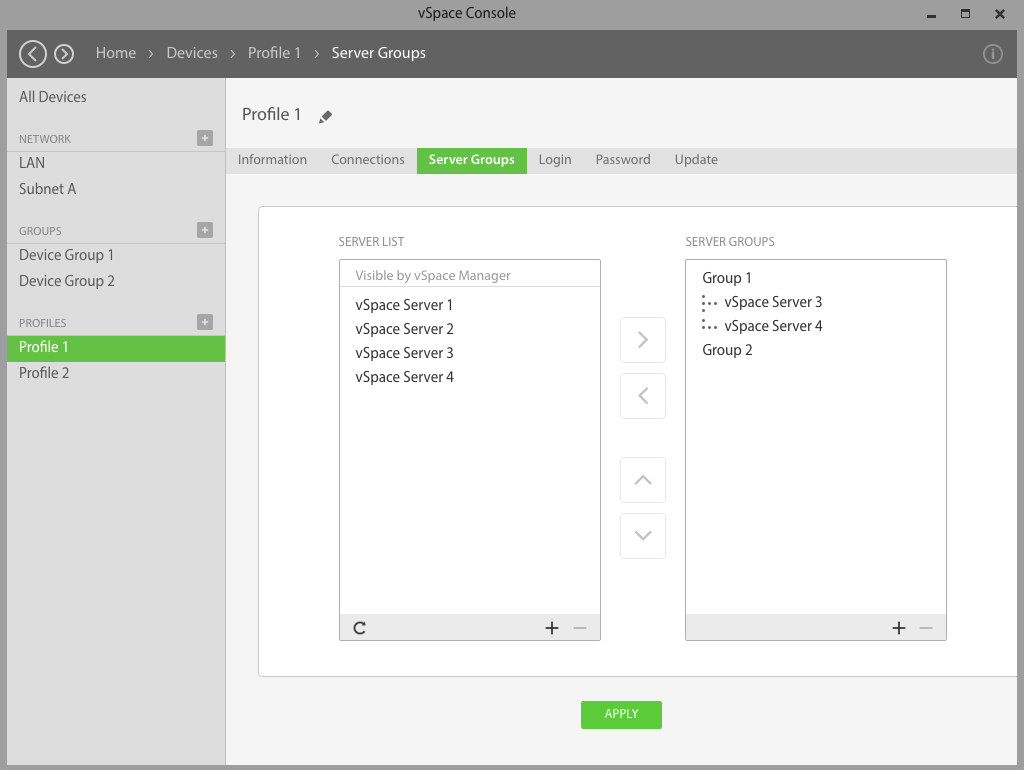 vSpace Console
Home > Devices > Profile 1 > Server Groups
All Devices
NETWORK
LAN
Subnet A
GROUPS
Device Group 1
Device Group 2
PROFILES
Profile 1
Profile 2
Profile 1
Information Connections Server Groups Login Password Update
SERVER LIST
Visible by vSpace Manager
vSpace Server 1
vSpace Server 2
vSpace Server 3
vSpace Server 4
SERVER GROUPS
Group 1
vSpace Server 3
vSpace Server 4
Group 2
APPLY